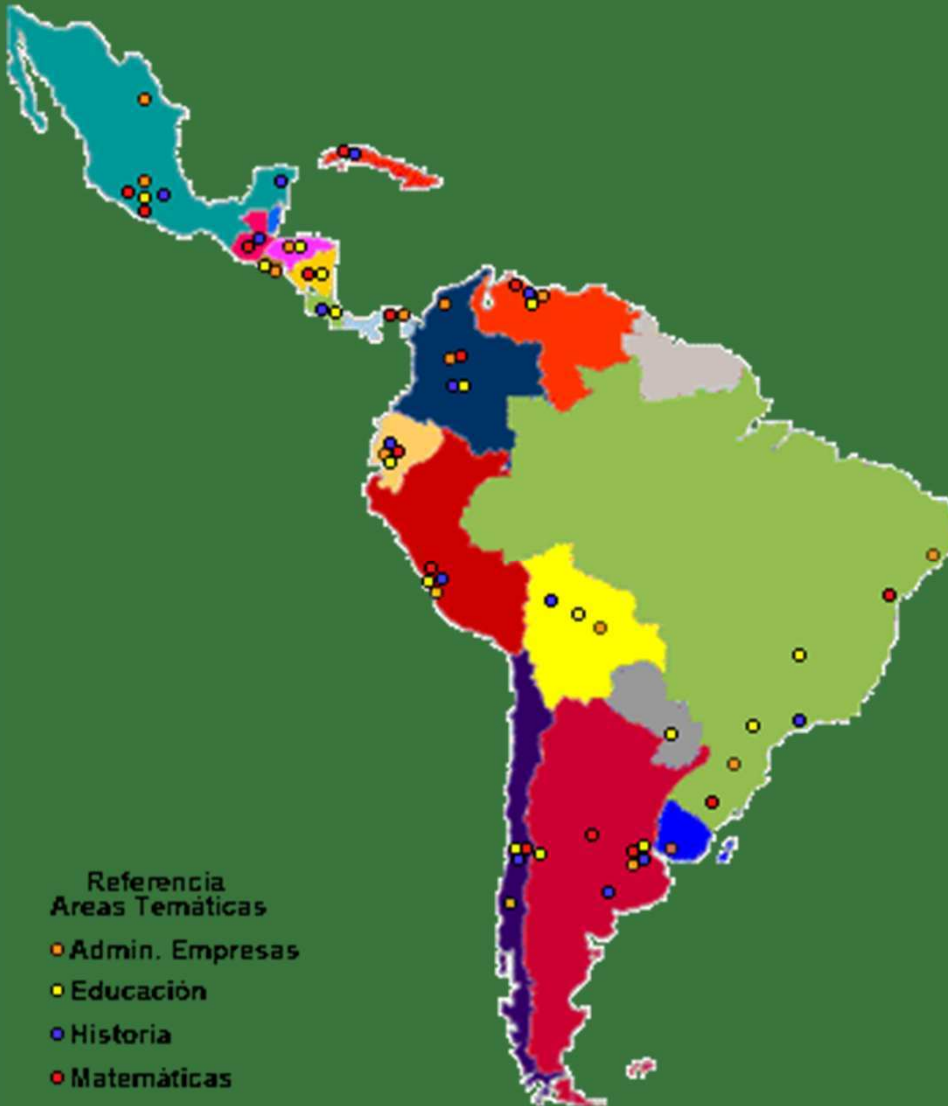 Referencia
Areas Temáticas
Admin. Empresas
Educación
Historia
Matemáticas